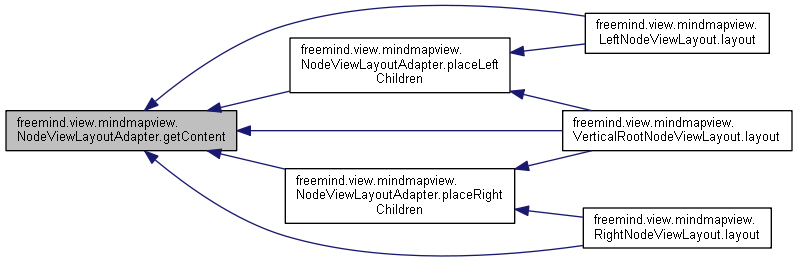 freemind.view.mindmapview.
NodeViewLayoutAdapter.getContent
freemind.view.mindmapview.
NodeViewLayoutAdapter.placeLeft
Children
freemind.view.mindmapview.
NodeViewLayoutAdapter.placeRight
Children
freemind.view.mindmapview.
LeftNodeViewLayout.layout
freemind.view.mindmapview.
VerticalRootNodeViewLayout.layout
freemind.view.mindmapview.
RightNodeViewLayout.layout